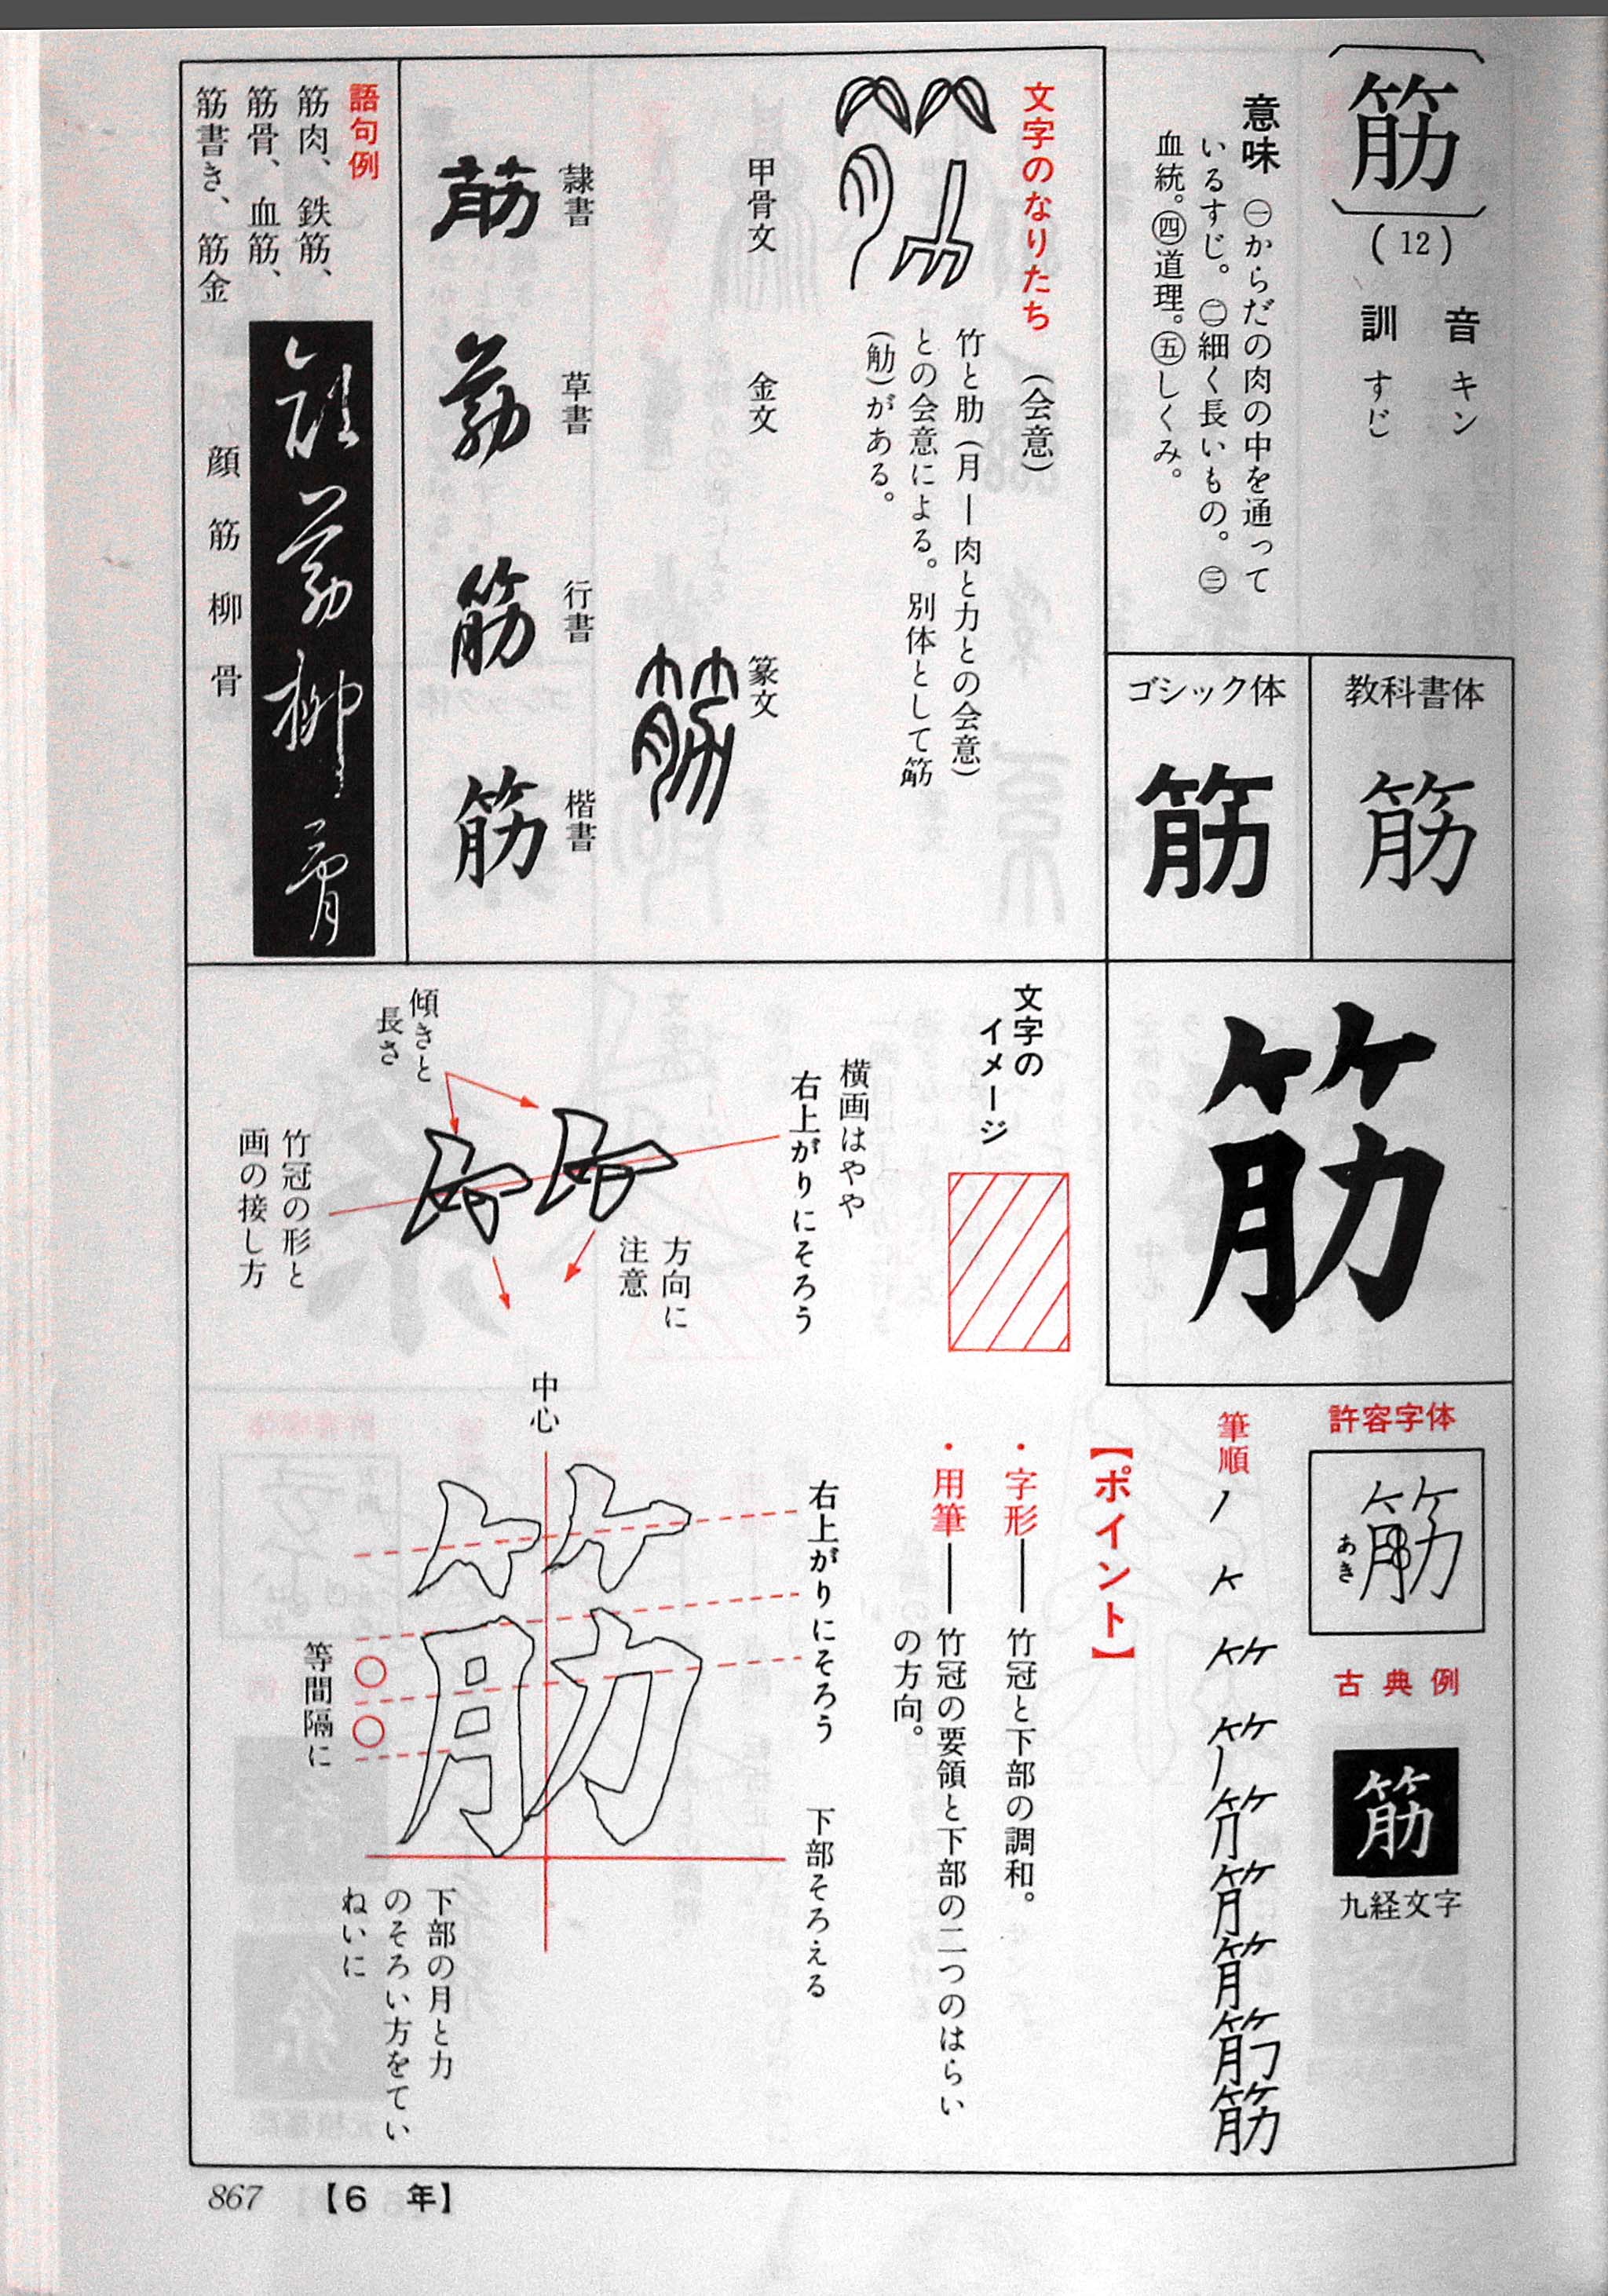 筋
(12)
音 キン
訓 すじ
意味 ㊀からだの肉の中を通って
いるすじ。㊁細く長いもの。㊂
血統。㊃道理。㊄しくみ。
教科書体
筋
ゴシック体
筋
文字のなりたち (会意)
竹と肋(月—肉と力との会意)
との会意による。別体として筋
(觔)がある。
甲骨文
金文
篆文
筋
隷書
筋
草書
筋
行書
筋
楷書
筋
語句例
筋肉、鉄筋、
筋骨、血筋、
筋書き、筋金
顔筋柳骨
顔筋柳骨
筋
許容字体
筋
あき
古典例
筋
九経文字
筆順
筋
【ポイント】
・字形——竹冠と下部の調和。
・用筆——竹冠の要領と下部の二つのはらい
の方向。
文字の
イメージ
横画はやや
右上がりにそろう
方向に
注意
傾きと
長さ
竹冠の形と
画の接し方
中心
筋
右上がりにそろう
下部そろえる
等間隔に
下部の月と力
のそろい方をてい
ねいに
867
【6 年】